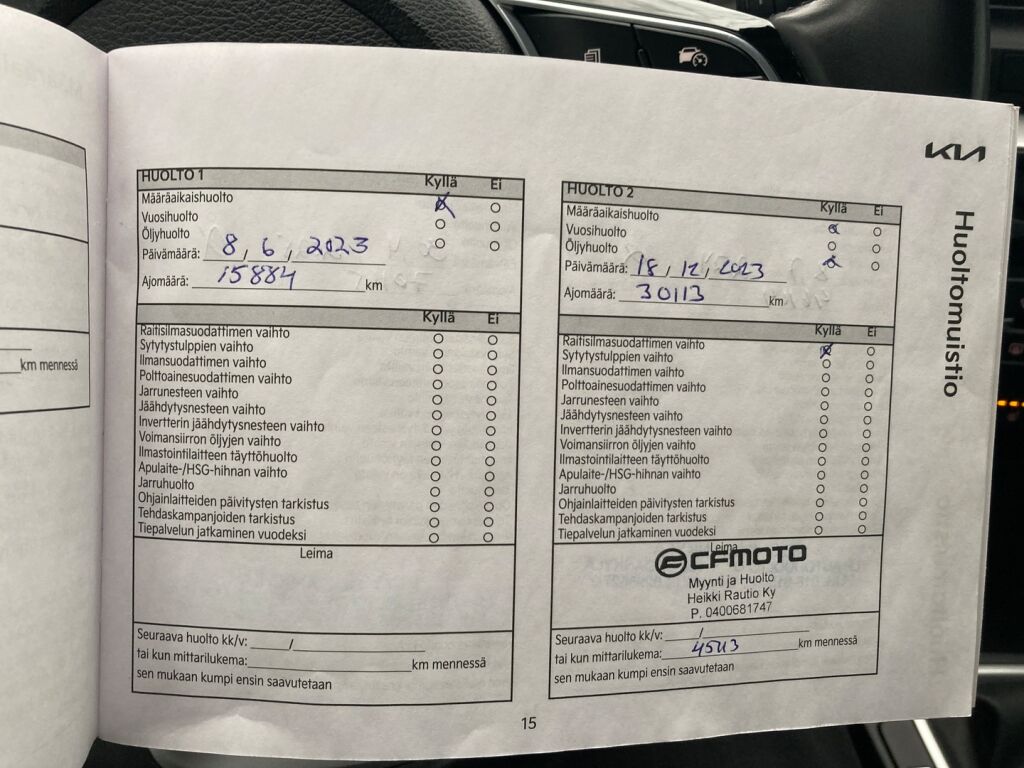 km mennessä
KIA
Huoltomuistio
HUOLTO 1
Kyllä Ei
Määräaikaishuolto
Vuosihuolto
Öljyhuolto
Päivämäärä: 8, 6, 2023
Ajomäärä: 15884 km
Kyllä Ei
Raitisilmasuodattimen vaihto
Sytytystulppien vaihto
Ilmansuodattimen vaihto
Polttoainesuodattimen vaihto
Jarrunesteen vaihto
Jäähdytysnesteen vaihto
Invertterin jäähdytysnesteen vaihto
Voimansiirron öljyjen vaihto
Ilmastointilaitteen täyttöhuolto
Apulaite-/HSG-hihnan vaihto
Jarruhuolto
Ohjainlaitteiden päivitysten tarkistus
Tehdaskampanjoiden tarkistus
Tiepalvelun jatkaminen vuodeksi
Leima
Seuraava huolto kk/v: /
tai kun mittarilukema: km mennessä
sen mukaan kumpi ensin saavutetaan
HUOLTO 2
Kyllä Ei
Määräaikaishuolto
Vuosihuolto
Öljyhuolto
Päivämäärä: 18, 12, 2023
Ajomäärä: 30113 km
Kyllä Ei
Raitisilmasuodattimen vaihto
Sytytystulppien vaihto
Ilmansuodattimen vaihto
Polttoainesuodattimen vaihto
Jarrunesteen vaihto
Jäähdytysnesteen vaihto
Invertterin jäähdytysnesteen vaihto
Voimansiirron öljyjen vaihto
Ilmastointilaitteen täyttöhuolto
Apulaite-/HSG-hihnan vaihto
Jarruhuolto
Ohjainlaitteiden päivitysten tarkistus
Tehdaskampanjoiden tarkistus
Tiepalvelun jatkaminen vuodeksi
Leima
CFMOTO
Myynti ja Huolto
Heikki Rautio Ky
P. 0400681747
Seuraava huolto kk/v: /
tai kun mittarilukema: 45113 km mennessä
sen mukaan kumpi ensin saavutetaan
15